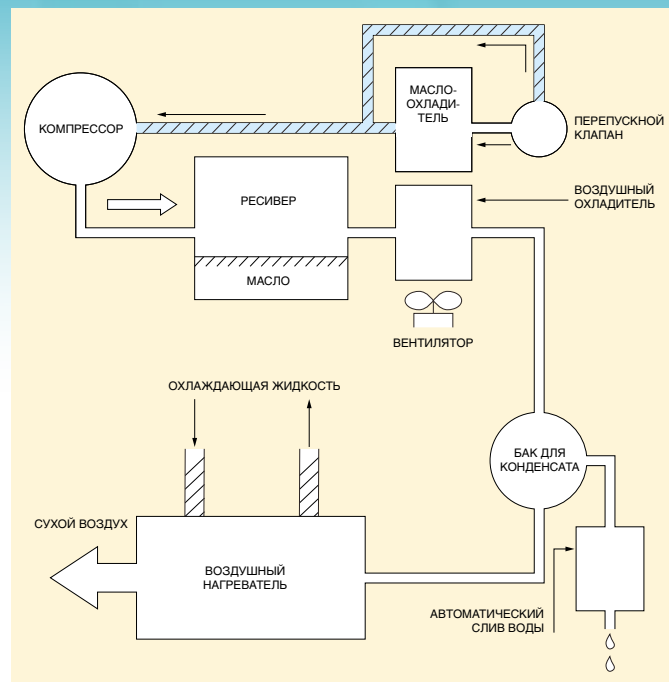 МАСЛО-
ОХЛАДИ-
ТЕЛЬ
КОМПРЕССОР
ПЕРЕПУСКНОЙ
КЛАПАН
РЕСИВЕР
ВОЗДУШНЫЙ
ОХЛАДИТЕЛЬ
МАСЛО
ВЕНТИЛЯТОР
ОХЛАЖДАЮЩАЯ ЖИДКОСТЬ
БАК ДЛЯ
КОНДЕНСАТА
СУХОЙ ВОЗДУХ
ВОЗДУШНЫЙ
НАГРЕВАТЕЛЬ
АВТОМАТИЧЕСКИЙ
СЛИВ ВОДЫ